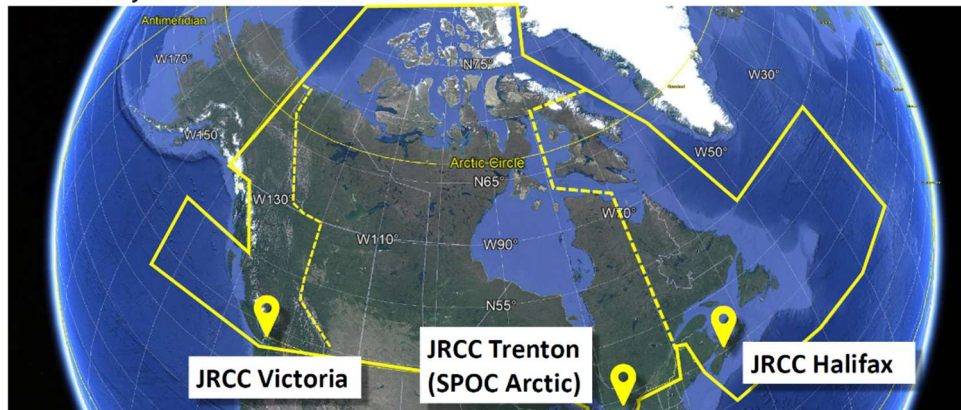 Antimeridian
W170°
N75°
W30°
W150
Arctic Circle
W50°
N65°
W130
W70°
W110°
W90°
N55°
JRCC Victoria
JRCC Trenton
(SPOC Arctic)
JRCC Halifax